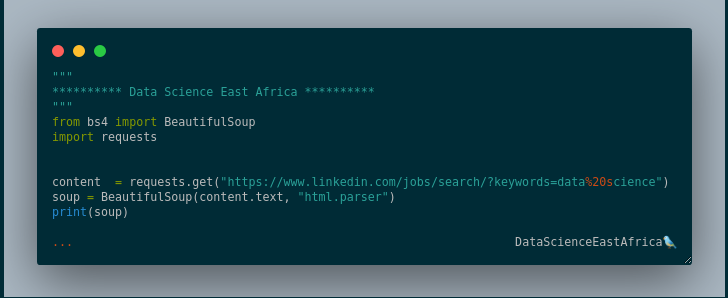 """
********** Data Science East Africa **********
"""
from bs4 import BeautifulSoup
import requests
content  = requests.get("https://www.linkedin.com/jobs/search/?keywords=data%20science")
soup = BeautifulSoup(content.text, "html.parser")
print(soup)
...
DataScienceEastAfrica